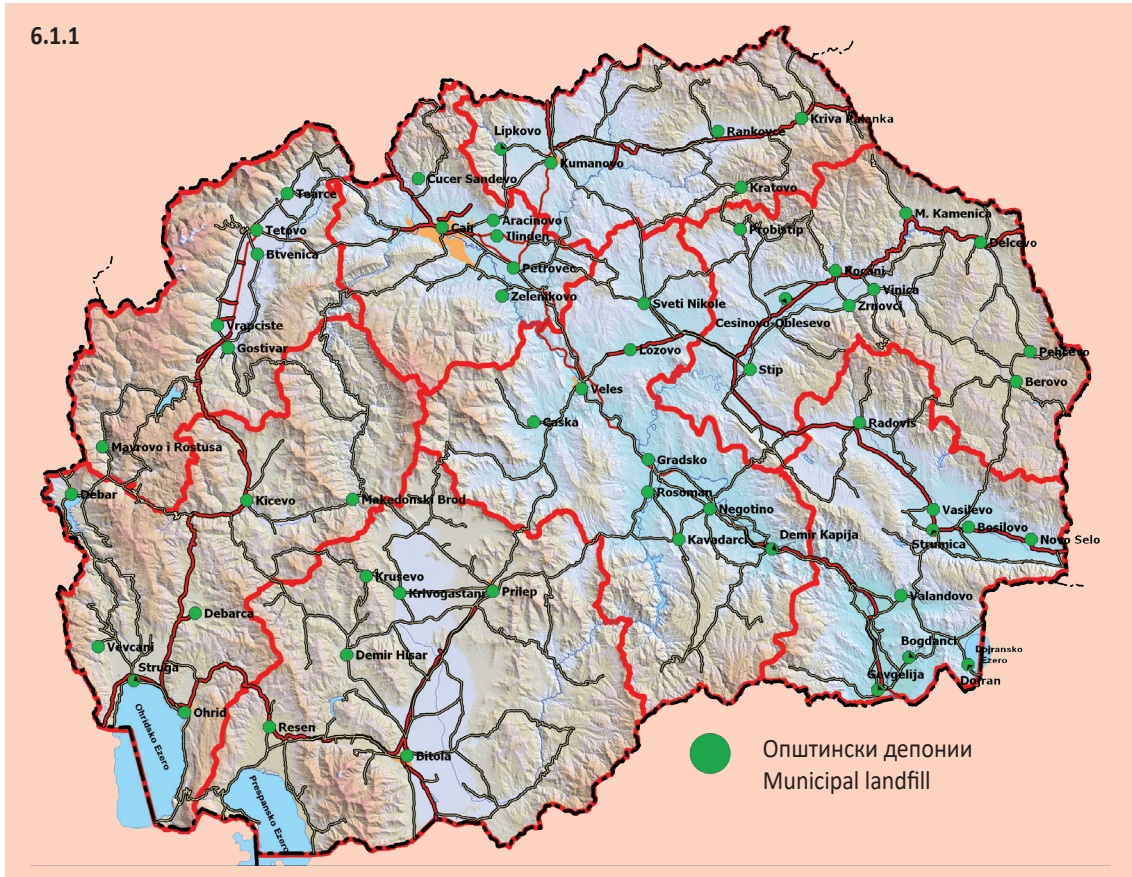 6.1.1
Kriva Palanka
Rankovce
Lipkovo
Kumanovo
Cucer Sandevo
Kratovo
Tearce
M. Kamenica
Aracinovo
Cair
Probistip
Tetovo
Ilinden
Delcevo
Btvenica
Petrovec
Kocani
Vinica
Zelenikovo
Sveti Nikole
Zrnovci
Cesinovo-Oblesevo
Vrapciste
Gostivar
Lozovo
Pehcevo
Stip
Berovo
Veles
Caska
Radovis
Mavrovo i Rostusa
Gradsko
Debar
Kicevo
Makedonski Brod
Rosoman
Negotino
Vasilevo
Bosilovo
Strumica
Novo Selo
Kavadarci
Demir Kapija
Krusevo
Krivogastani
Prilep
Valandovo
Debarca
Vevcani
Demir Hisar
Bogdanci
Dojransko
Ezero
Struga
Gevgelija
Dojran
Ohrid
Resen
Ohridsko Ezero
Bitola
Prespansko Ezero
Општински депонии
Municipal landfill